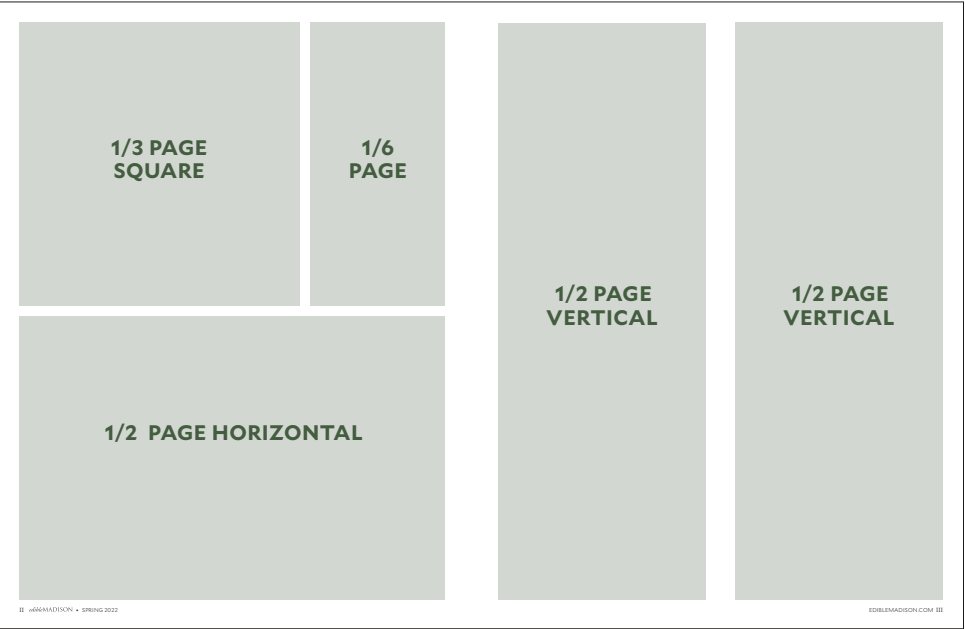 1/3 PAGE
SQUARE
1/6
PAGE
1/2 PAGE HORIZONTAL
1/2 PAGE
VERTICAL
1/2 PAGE
VERTICAL
II edible MADISON • SPRING 2022
EDIBLEMADISON.COM III